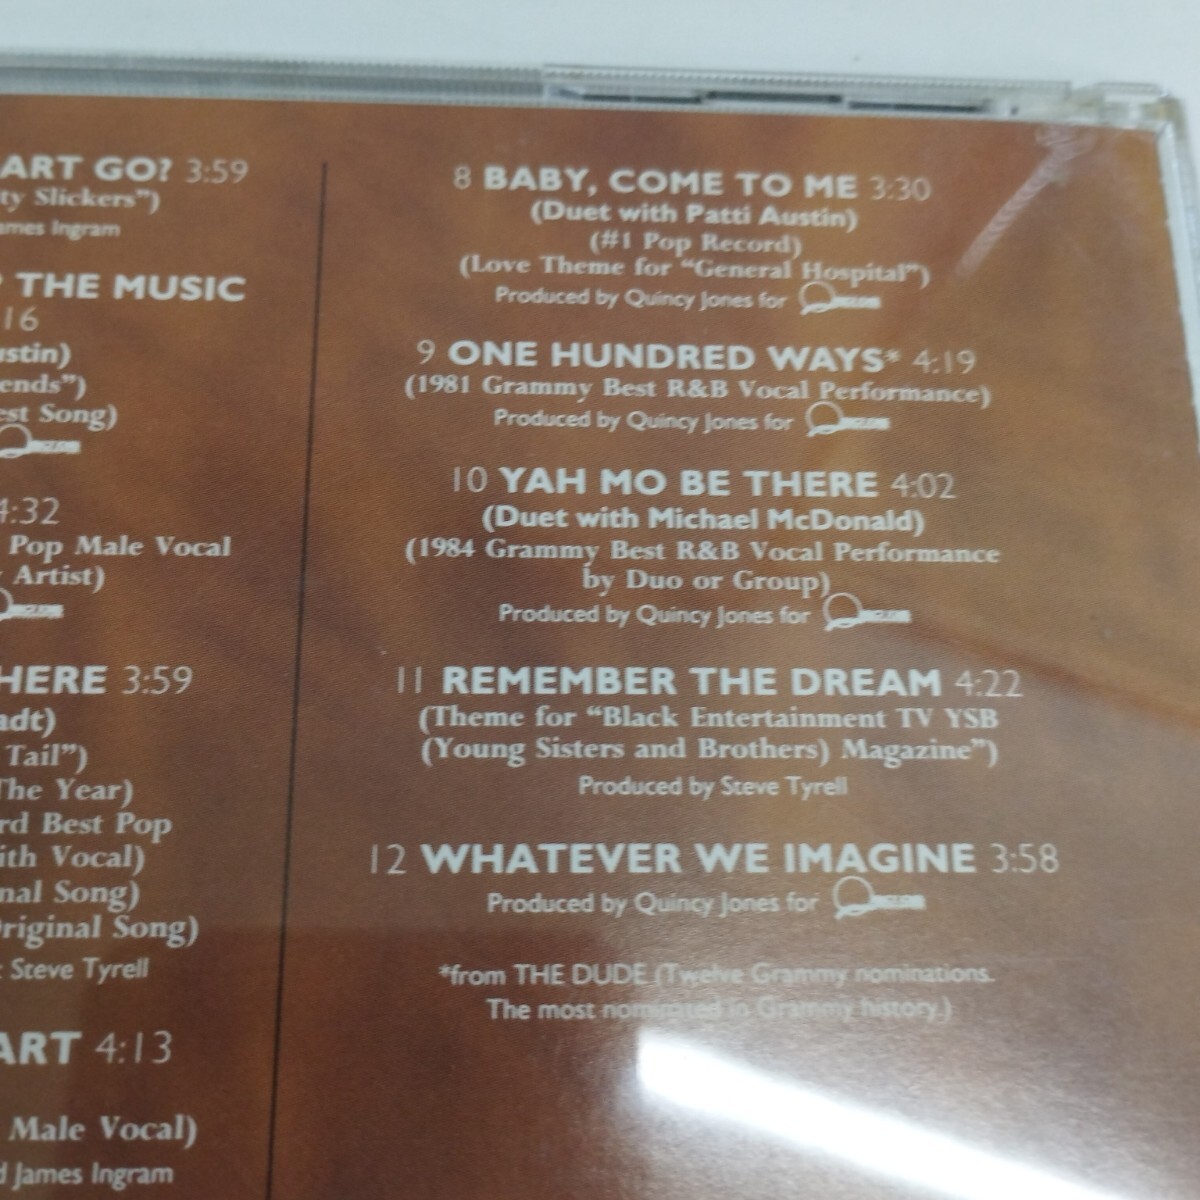 ART GO? 3:59
ty Slickers”)
ames Ingram
THE MUSIC
16
ustin)
ends”)
est Song)
4:32
Pop Male Vocal
Artist)
HERE 3:59
adt)
Tail”)
The Year)
rd Best Pop
ith Vocal)
nal Song)
Original Song)
: Steve Tyrell
ART 4:13
Male Vocal)
d James Ingram
8 BABY, COME TO ME 3:30
(Duet with Patti Austin)
(#1 Pop Record)
(Love Theme for “General Hospital”)
Produced by Quincy Jones for
9 ONE HUNDRED WAYS* 4:19
(1981 Grammy Best R&B Vocal Performance)
Produced by Quincy Jones for
10 YAH MO BE THERE 4:02
(Duet with Michael McDonald)
(1984 Grammy Best R&B Vocal Performance
by Duo or Group)
Produced by Quincy Jones for
11 REMEMBER THE DREAM 4:22
(Theme for “Black Entertainment TV YSB
(Young Sisters and Brothers) Magazine”)
Produced by Steve Tyrell
12 WHATEVER WE IMAGINE 3:58
Produced by Quincy Jones for
*from THE DUDE (Twelve Grammy nominations.
The most nominated in Grammy history.)